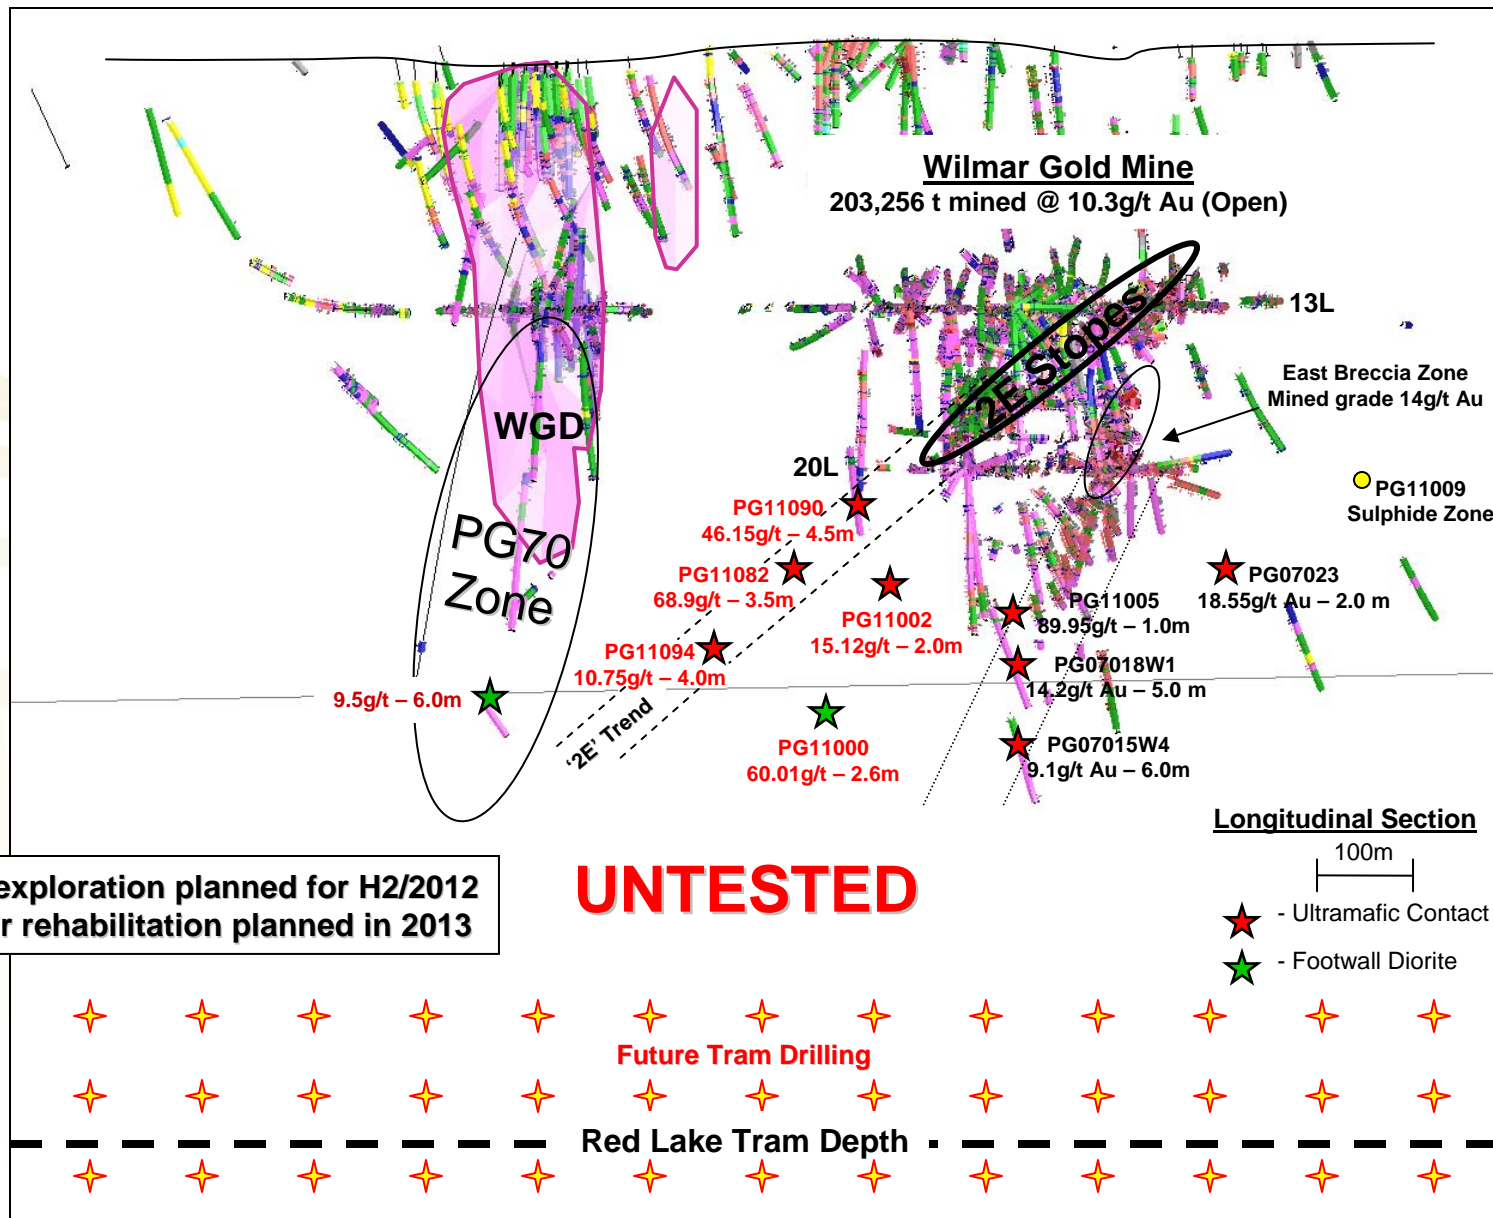 Wilmar Gold Mine
203,256 t mined @ 10.3g/t Au (Open)
13L
2E Stopes
East Breccia Zone
Mined grade 14g/t Au
WGD
20L
PG11009
Sulphide Zone
PG11090
46.15g/t – 4.5m
PG70
Zone
PG11082
68.9g/t – 3.5m
PG11002
15.12g/t – 2.0m
PG11005
89.95g/t – 1.0m
PG07023
18.55g/t Au – 2.0 m
PG11094
10.75g/t – 4.0m
PG07018W1
14.2g/t Au – 5.0 m
9.5g/t – 6.0m
'2E' Trend
PG11000
60.01g/t – 2.6m
PG07015W4
9.1g/t Au – 6.0m
Longitudinal Section
100m
- Ultramafic Contact
- Footwall Diorite
exploration planned for H2/2012
r rehabilitation planned in 2013
UNTESTED
Future Tram Drilling
Red Lake Tram Depth